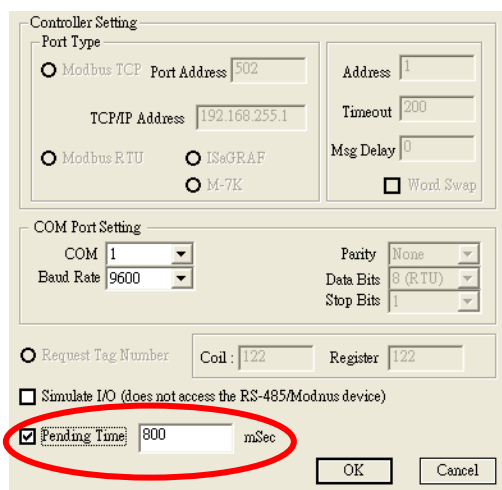 Controller Setting
Port Type
Modbus TCP Port Address 502
TCP/IP Address 192.168.255.1
Modbus RTU ISaGRAF
M-7K
Address 1
Timeout 200
Msg Delay 0
Word Swap
COM Port Setting
COM 1
Baud Rate 9600
Parity None
Data Bits 8 (RTU)
Stop Bits 1
Request Tag Number Coil : 122 Register 122
Simulate I/O (does not access the RS-485/Modnus device)
Pending Time 800 mSec
OK Cancel